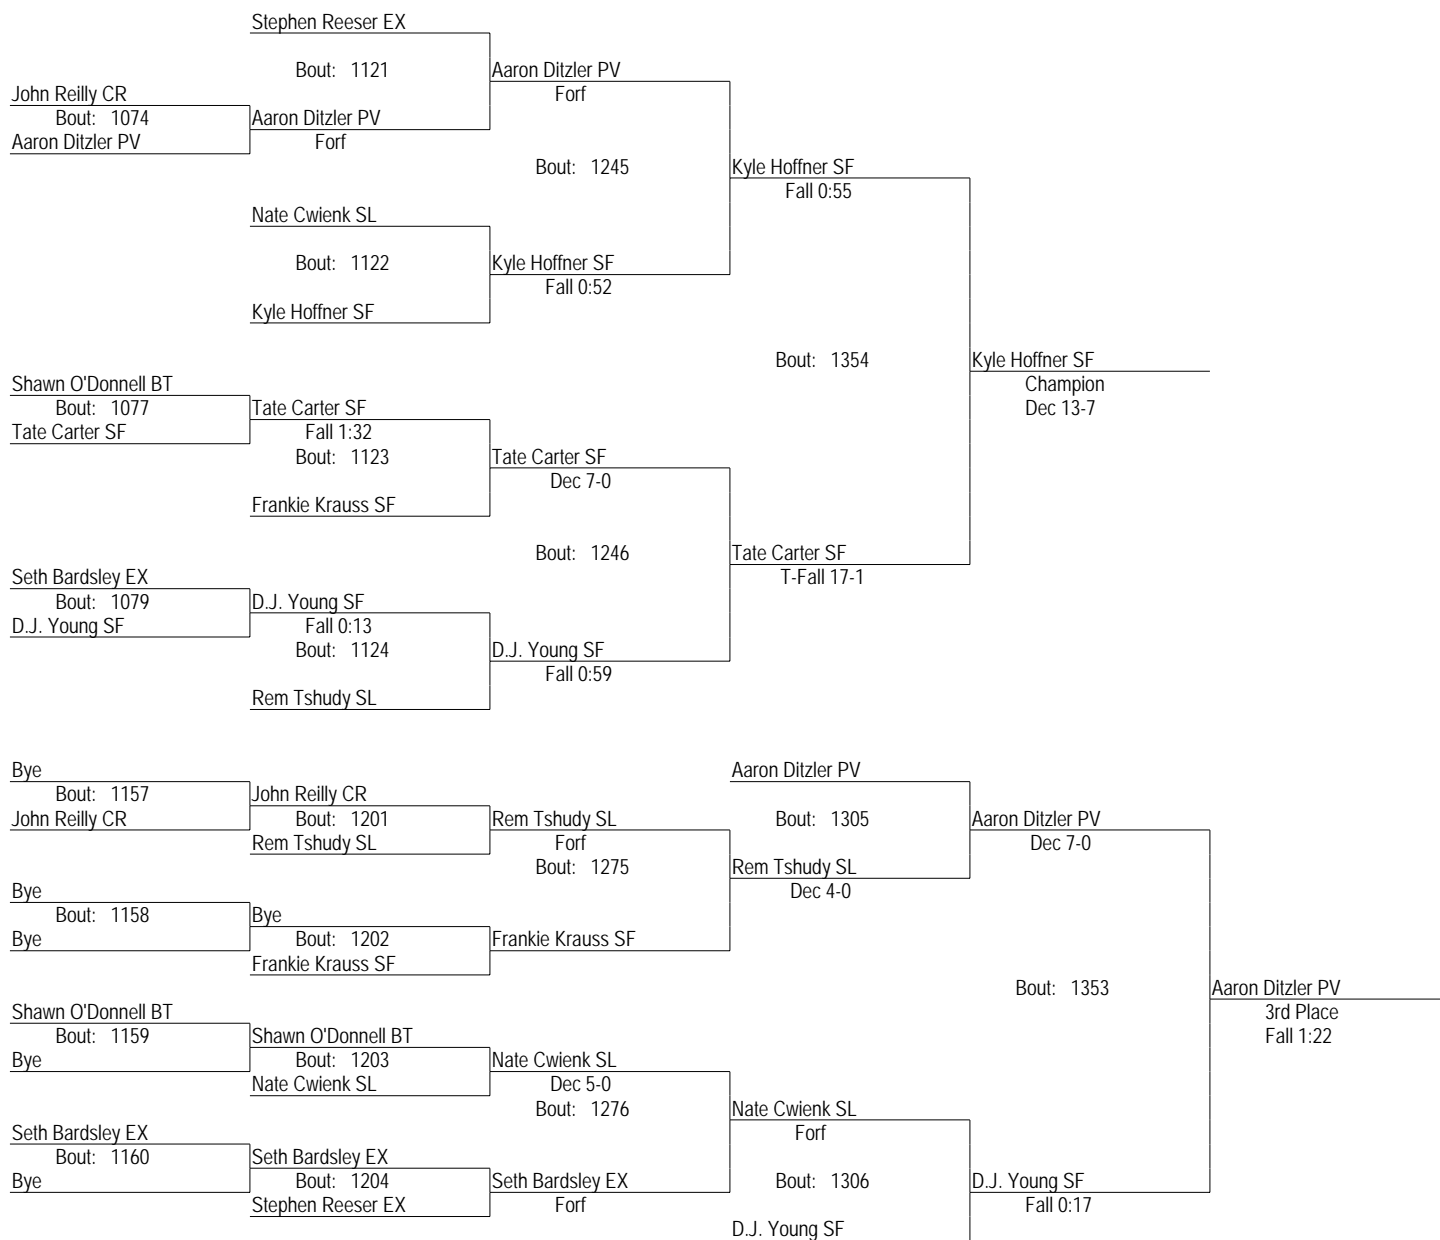 Stephen Reeser EX
Bout: 1121
Aaron Ditzler PV
John Reilly CR
Forf
Bout: 1074
Aaron Ditzler PV
Aaron Ditzler PV
Forf
Bout: 1245
Kyle Hoffner SF
Fall 0:55
Nate Cwienk SL
Bout: 1122
Kyle Hoffner SF
Fall 0:52
Kyle Hoffner SF
Bout: 1354
Kyle Hoffner SF
Shawn O'Donnell BT
Champion
Bout: 1077
Tate Carter SF
Dec 13-7
Tate Carter SF
Fall 1:32
Bout: 1123
Tate Carter SF
Dec 7-0
Frankie Krauss SF
Bout: 1246
Tate Carter SF
Seth Bardsley EX
T-Fall 17-1
Bout: 1079
D.J. Young SF
D.J. Young SF
Fall 0:13
Bout: 1124
D.J. Young SF
Fall 0:59
Rem Tshudy SL
Bye
Aaron Ditzler PV
Bout: 1157
John Reilly CR
John Reilly CR
Bout: 1201
Rem Tshudy SL
Bout: 1305
Aaron Ditzler PV
Rem Tshudy SL
Forf
Dec 7-0
Bout: 1275
Rem Tshudy SL
Bye
Dec 4-0
Bout: 1158
Bye
Bye
Bout: 1202
Frankie Krauss SF
Frankie Krauss SF
Bout: 1353
Aaron Ditzler PV
Shawn O'Donnell BT
3rd Place
Bout: 1159
Shawn O'Donnell BT
Fall 1:22
Bye
Bout: 1203
Nate Cwienk SL
Nate Cwienk SL
Dec 5-0
Bout: 1276
Nate Cwienk SL
Seth Bardsley EX
Forf
Bout: 1160
Seth Bardsley EX
Bye
Bout: 1204
Seth Bardsley EX
Bout: 1306
D.J. Young SF
Stephen Reeser EX
Forf
Fall 0:17
D.J. Young SF